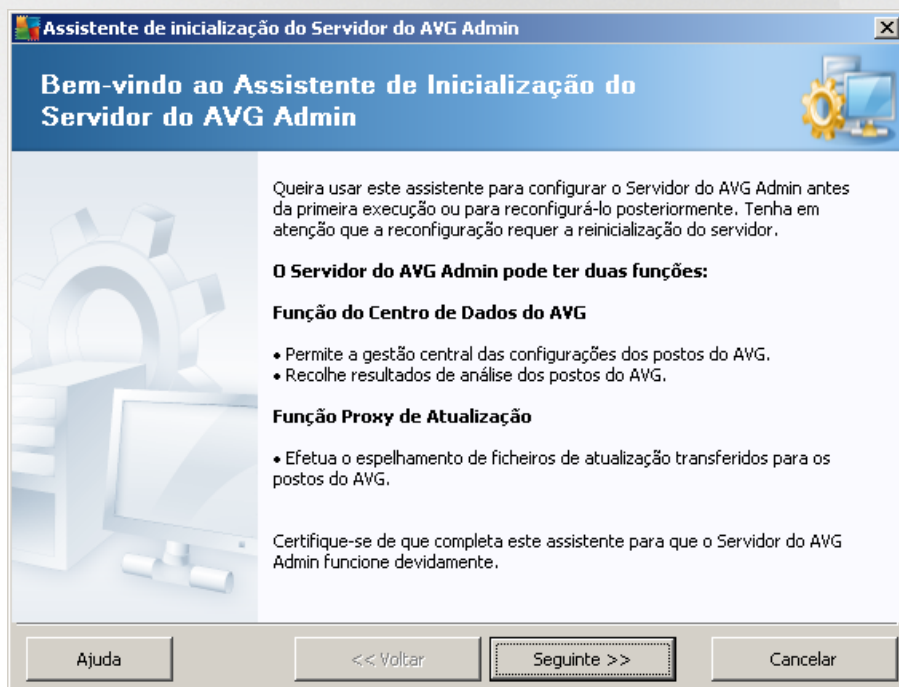 Assistente de inicialização do Servidor do AVG Admin
Bem-vindo ao Assistente de Inicialização do
Servidor do AVG Admin
Queira usar este assistente para configurar o Servidor do AVG Admin antes
da primeira execução ou para reconfigurá-lo posteriormente. Tenha em
atenção que a reconfiguração requer a reinicialização do servidor.
O Servidor do AVG Admin pode ter duas funções:
Função do Centro de Dados do AVG
• Permite a gestão central das configurações dos postos do AVG.
• Recolhe resultados de análise dos postos do AVG.
Função Proxy de Atualização
• Efetua o espelhamento de ficheiros de atualização transferidos para os
postos do AVG.
Certifique-se de que completa este assistente para que o Servidor do AVG
Admin funcione devidamente.
Ajuda
<< Voltar
Seguinte >>
Cancelar